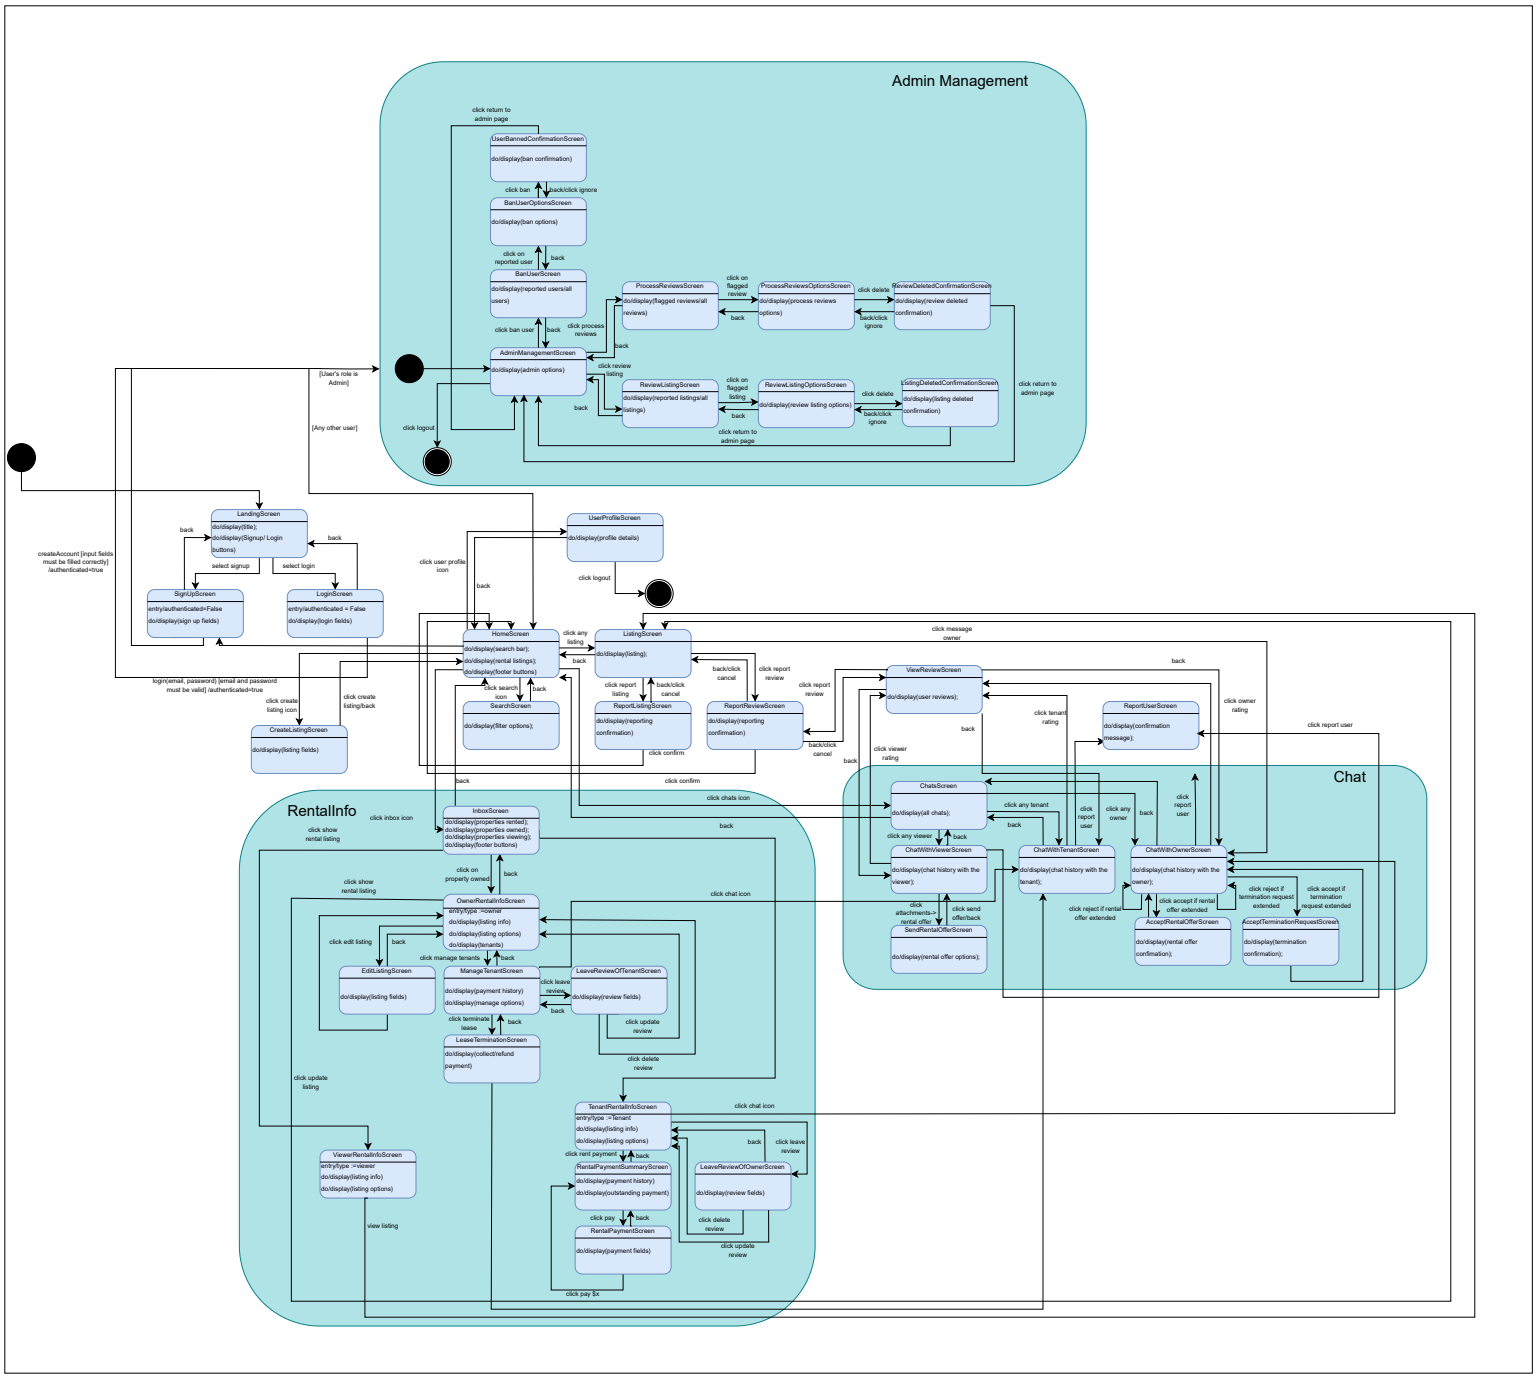 Admin Management
click return to
admin page
UserBannedConfirmationScreen
do/display(ban confirmation)
click ban
back/click ignore
BanUserOptionsScreen
do/display(ban options)
click on
reported user
back
BanUserScreen
do/display(reported users/all
users)
click ban user
back
click process
reviews
ProcessReviewsScreen
do/display(flagged reviews/all
reviews)
click on
flagged
review
back
ProcessReviewsOptionsScreen
do/display(process reviews
options)
click delete
back/click
ignore
ReviewDeletedConfirmationScreen
do/display(review deleted
confirmation)
back
AdminManagementScreen
do/display(admin options)
click review
listing
back
ReviewListingScreen
do/display(reported listings/all
listings)
click on
flagged
listing
back
ReviewListingOptionsScreen
do/display(review listing options)
click delete
back/click
ignore
ListingDeletedConfirmationScreen
do/display(listing deleted
confirmation)
click return to
admin page
click return to
admin page
click logout
[User's role is
Admin]
[Any other user]
LandingScreen
do/display(title);
do/display(Signup/ Login
buttons)
back
back
select signup
select login
createAccount [input fields
must be filled correctly]
/authenticated=true
SignUpScreen
entry/authenticated=False
do/display(sign up fields)
LoginScreen
entry/authenticated = False
do/display(login fields)
login(email, password) [email and password
must be valid] /authenticated=true
UserProfileScreen
do/display(profile details)
click user profile
icon
back
click logout
HomeScreen
do/display(search bar);
do/display(rental listings);
do/display(footer buttons)
click any
listing
back
ListingScreen
do/display(listing);
click message
owner
click create
listing icon
click create
listing/back
CreateListingScreen
do/display(listing fields)
click search
icon
back
SearchScreen
do/display(filter options);
click report
listing
back/click
cancel
ReportListingScreen
do/display(reporting
confirmation)
click confirm
back/click
cancel
click report
review
ReportReviewScreen
do/display(reporting
confirmation)
click confirm
click report
review
back/click
cancel
ViewReviewScreen
do/display(user reviews);
back
back
click viewer
rating
back
click tenant
rating
click owner
rating
ReportUserScreen
do/display(confirmation
message);
click report user
Chat
ChatsScreen
do/display(all chats);
click chats icon
back
click any viewer
back
click any tenant
back
click
report
user
click any
owner
back
click
report
user
ChatWithViewerScreen
do/display(chat history with the
viewer);
ChatWithTenantScreen
do/display(chat history with the
tenant);
ChatWithOwnerScreen
do/display(chat history with the
owner);
click
attachments->
rental offer
click send
offer/back
SendRentalOfferScreen
do/display(rental offer options);
click reject if rental
offer extended
click accept if rental
offer extended
click reject if
termination request
extended
click accept if
termination
request extended
AcceptRentalOfferScreen
do/display(rental offer
confimation);
AcceptTerminationRequestScreen
do/display(termination
confirmation);
RentalInfo
back
click inbox icon
InboxScreen
do/display(properties rented);
do/display(properties owned);
do/display(properties viewing);
do/display(footer buttons)
click show
rental listing
click on
property owned
back
click show
rental listing
click chat icon
OwnerRentalInfoScreen
entry/type :=owner
do/display(listing info)
do/display(listing options)
do/display(tenants)
click edit listing
back
click manage tenants
back
EditListingScreen
do/display(listing fields)
ManageTenantScreen
do/display(payment history)
do/display(manage options)
click leave
review
back
LeaveReviewOfTenantScreen
do/display(review fields)
click update
review
click delete
review
click terminate
lease
back
LeaseTerminationScreen
do/display(collect/refund
payment)
click update
listing
click chat icon
TenantRentalInfoScreen
entry/type :=Tenant
do/display(listing info)
do/display(listing options)
back
click leave
review
click rent payment
back
RentalPaymentSummaryScreen
do/display(payment history)
do/display(outstanding payment)
LeaveReviewOfOwnerScreen
do/display(review fields)
click delete
review
click update
review
click pay
back
RentalPaymentScreen
do/display(payment fields)
click pay $x
ViewerRentalInfoScreen
entry/type :=viewer
do/display(listing info)
do/display(listing options)
view listing